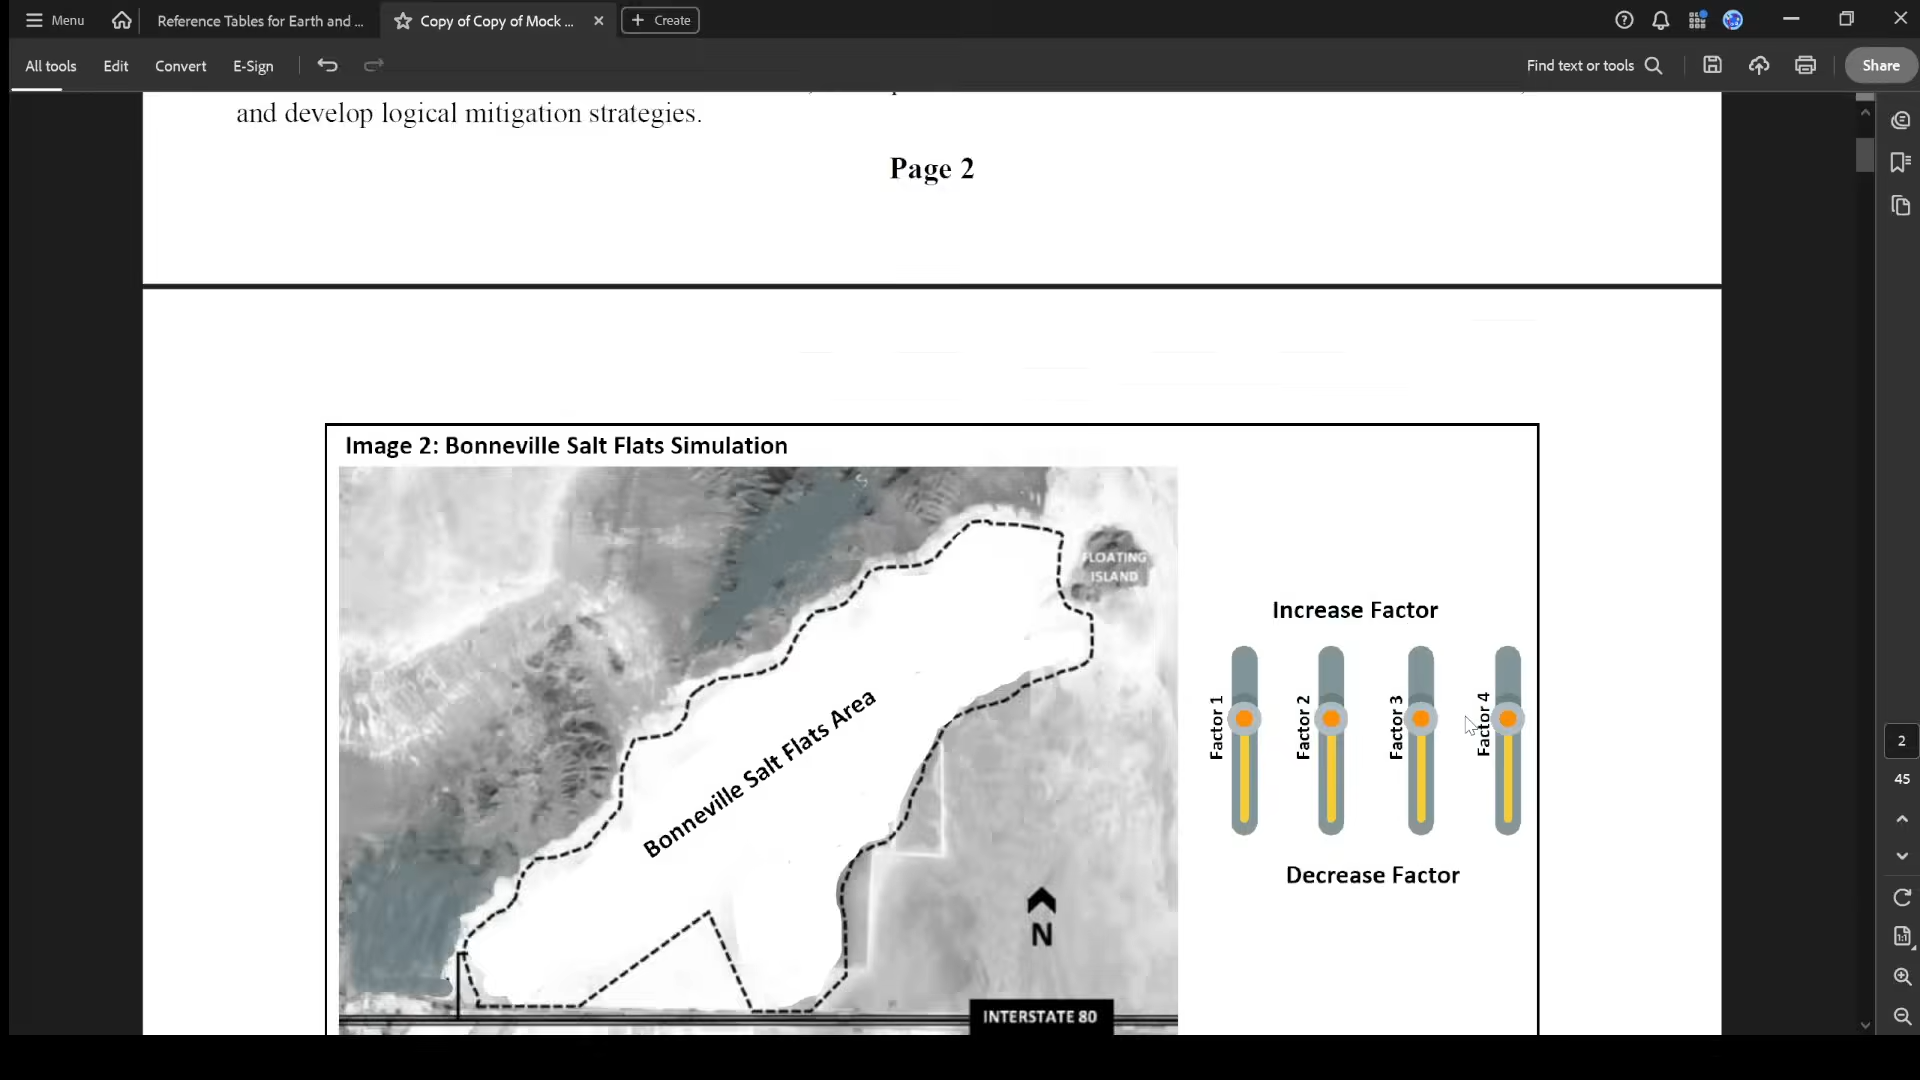 Menu
Reference Tables for Earth and ...
Copy of Copy of Mock ...
Create
All tools
Edit
Convert
E-Sign
Find text or tools
Share
and develop logical mitigation strategies.
Page 2
Image 2: Bonneville Salt Flats Simulation
FLOATING
ISLAND
Bonneville Salt Flats Area
N
INTERSTATE 80
Increase Factor
Factor 1
Factor 2
Factor 3
Factor 4
Decrease Factor
2
45